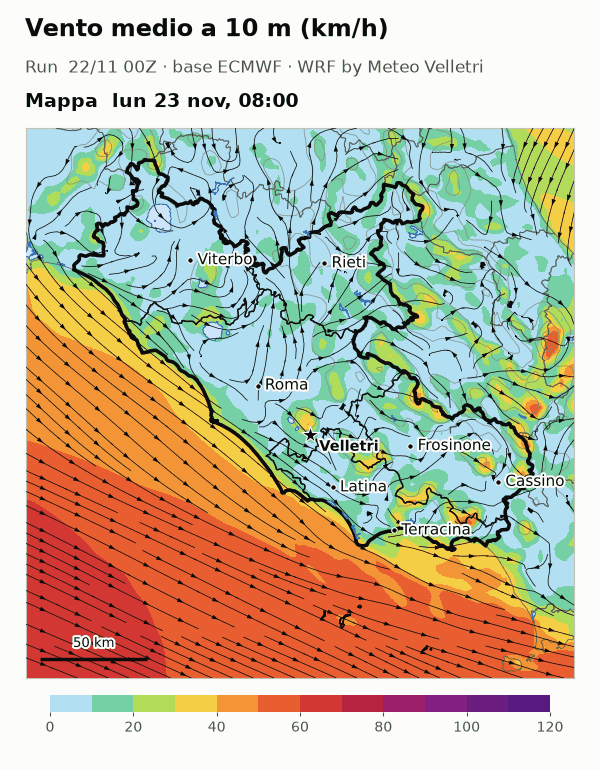 Vento medio a 10 m (km/h)
Run 22/11 00Z · base ECMWF · WRF by Meteo Velletri
Mappa lun 23 nov, 08:00
Viterbo
Rieti
Roma
Velletri
Frosinone
Cassino
Latina
Terracina
50 km
0 20 40 60 80 100 120